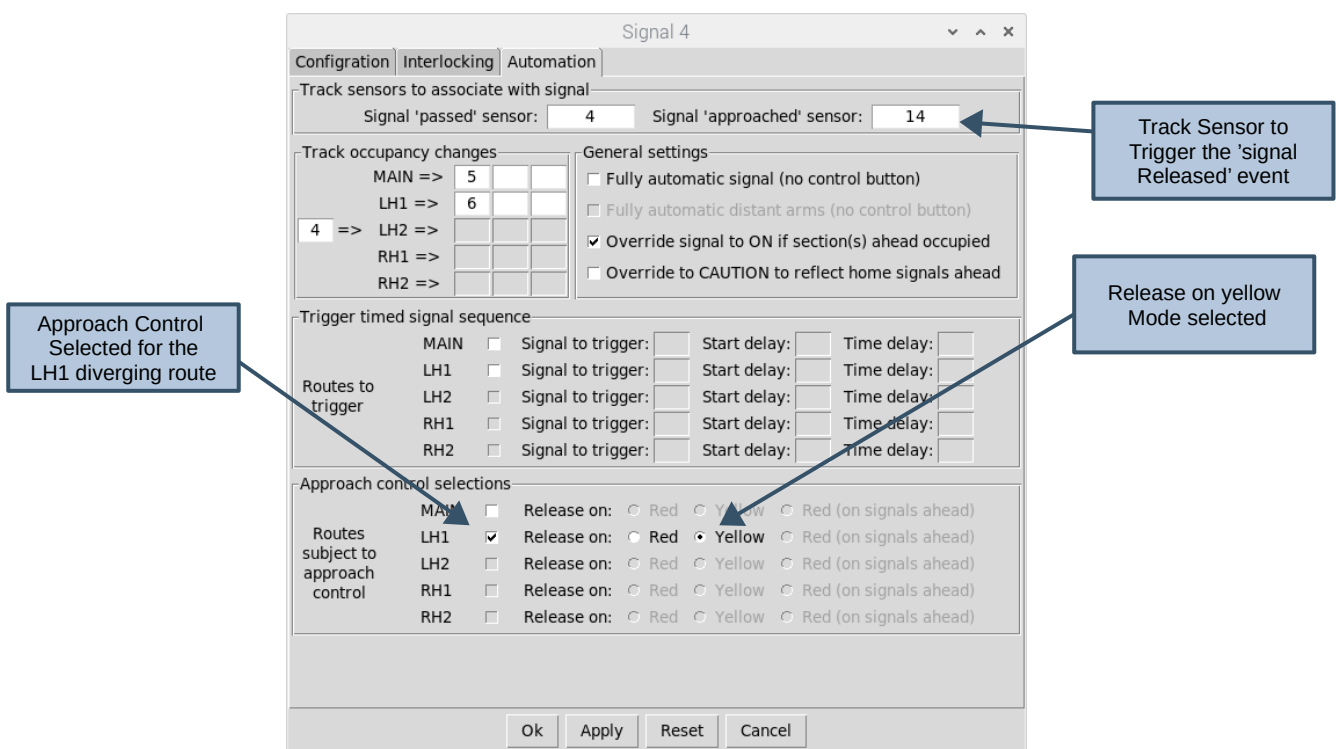 Signal 4
Configration Interlocking Automation
Track sensors to associate with signal
Signal 'passed' sensor: 4 Signal 'approached' sensor: 14
Track Sensor to
Trigger the ’signal
Released’ event
Track occupancy changes
MAIN => 5
LH1 => 6
4 => LH2 =>
RH1 =>
RH2 =>
General settings
Fully automatic signal (no control button)
Fully automatic distant arms (no control button)
Override signal to ON if section(s) ahead occupied
Override to CAUTION to reflect home signals ahead
Release on yellow
Mode selected
Approach Control
Selected for the
LH1 diverging route
Trigger timed signal sequence
Routes to
trigger
MAIN Signal to trigger: Start delay: Time delay:
LH1 Signal to trigger: Start delay: Time delay:
LH2 Signal to trigger: Start delay: Time delay:
RH1 Signal to trigger: Start delay: Time delay:
RH2 Signal to trigger: Start delay: Time delay:
Approach control selections
Routes
subject to
approach
control
MAIN Release on: Red Yellow Red (on signals ahead)
LH1 Release on: Red Yellow Red (on signals ahead)
LH2 Release on: Red Yellow Red (on signals ahead)
RH1 Release on: Red Yellow Red (on signals ahead)
RH2 Release on: Red Yellow Red (on signals ahead)
Ok Apply Reset Cancel